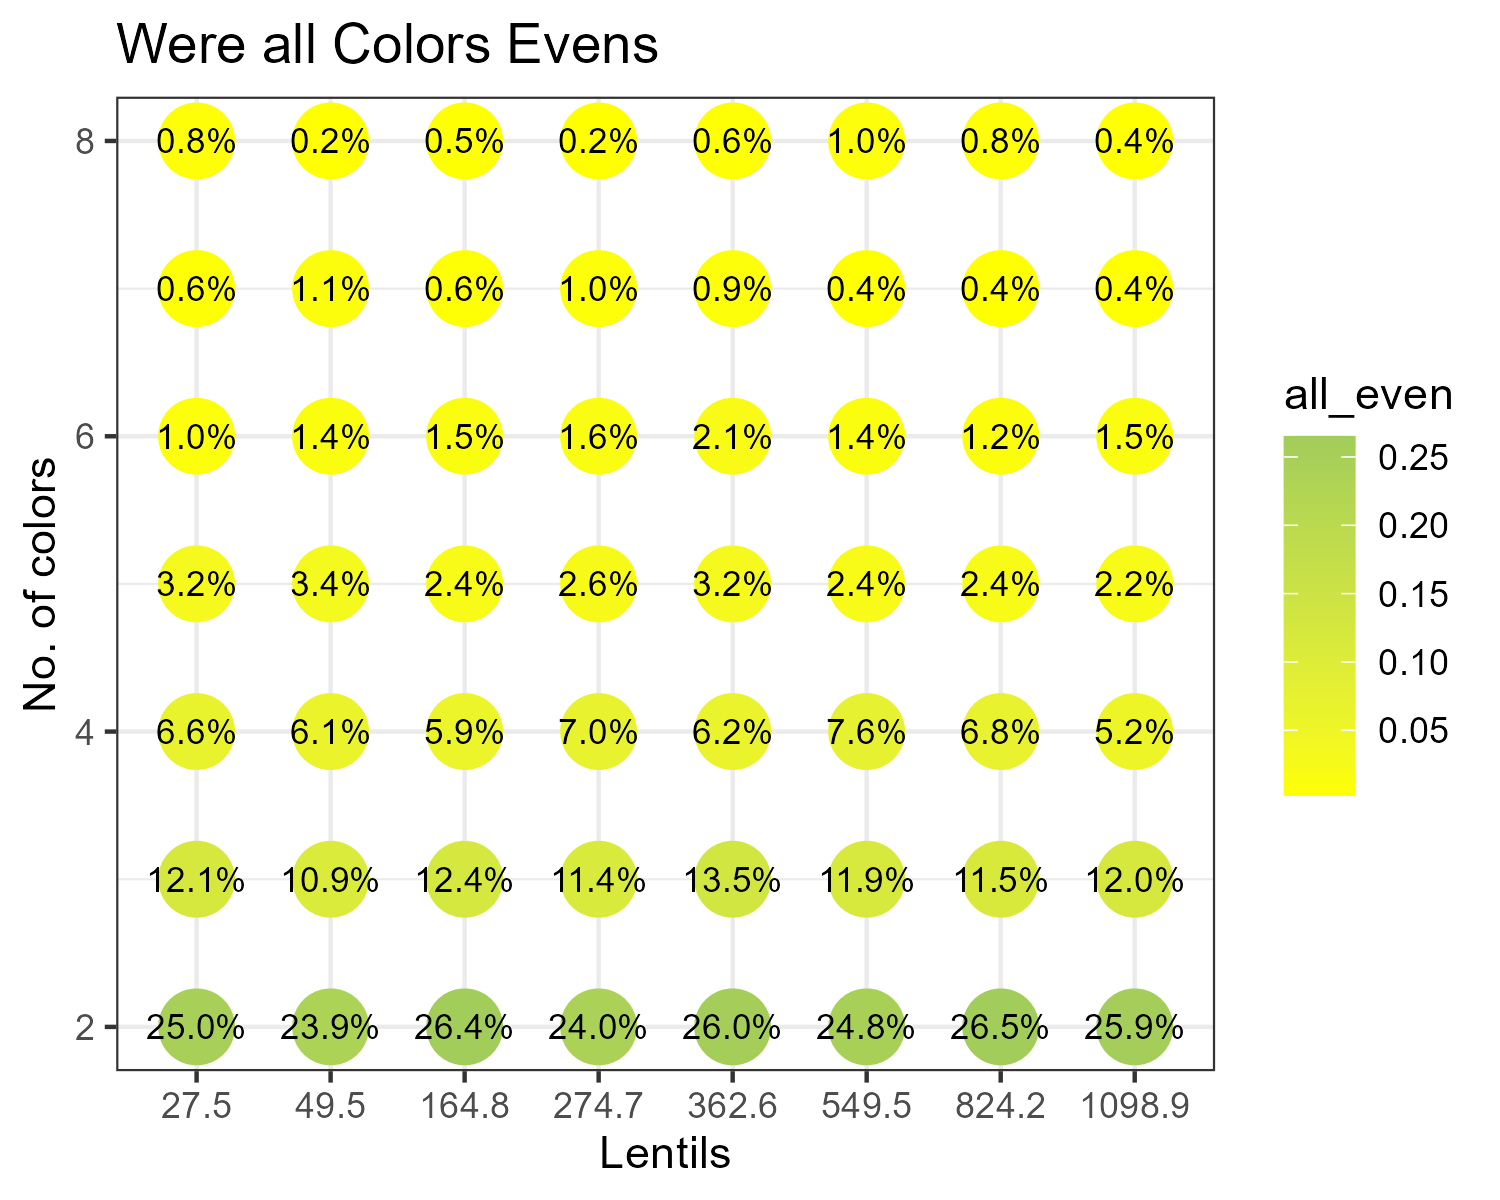 Were all Colors Evens
8
0.8% 0.2% 0.5% 0.2% 0.6% 1.0% 0.8% 0.4%
0.6% 1.1% 0.6% 1.0% 0.9% 0.4% 0.4% 0.4%
6
1.0% 1.4% 1.5% 1.6% 2.1% 1.4% 1.2% 1.5%
3.2% 3.4% 2.4% 2.6% 3.2% 2.4% 2.4% 2.2%
4
6.6% 6.1% 5.9% 7.0% 6.2% 7.6% 6.8% 5.2%
12.1% 10.9% 12.4% 11.4% 13.5% 11.9% 11.5% 12.0%
2
25.0% 23.9% 26.4% 24.0% 26.0% 24.8% 26.5% 25.9%
27.5 49.5 164.8 274.7 362.6 549.5 824.2 1098.9
Lentils
No. of colors
all_even
0.25
0.20
0.15
0.10
0.05